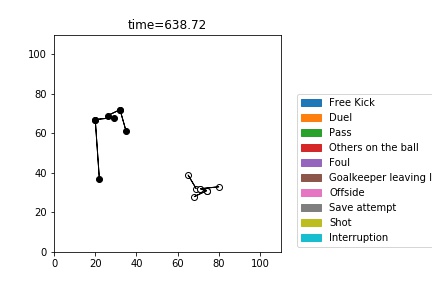 time=638.72
100
80
60
40
20
0
0 20 40 60 80 100
Free Kick
Duel
Pass
Others on the ball
Foul
Goalkeeper leaving l
Offside
Save attempt
Shot
Interruption